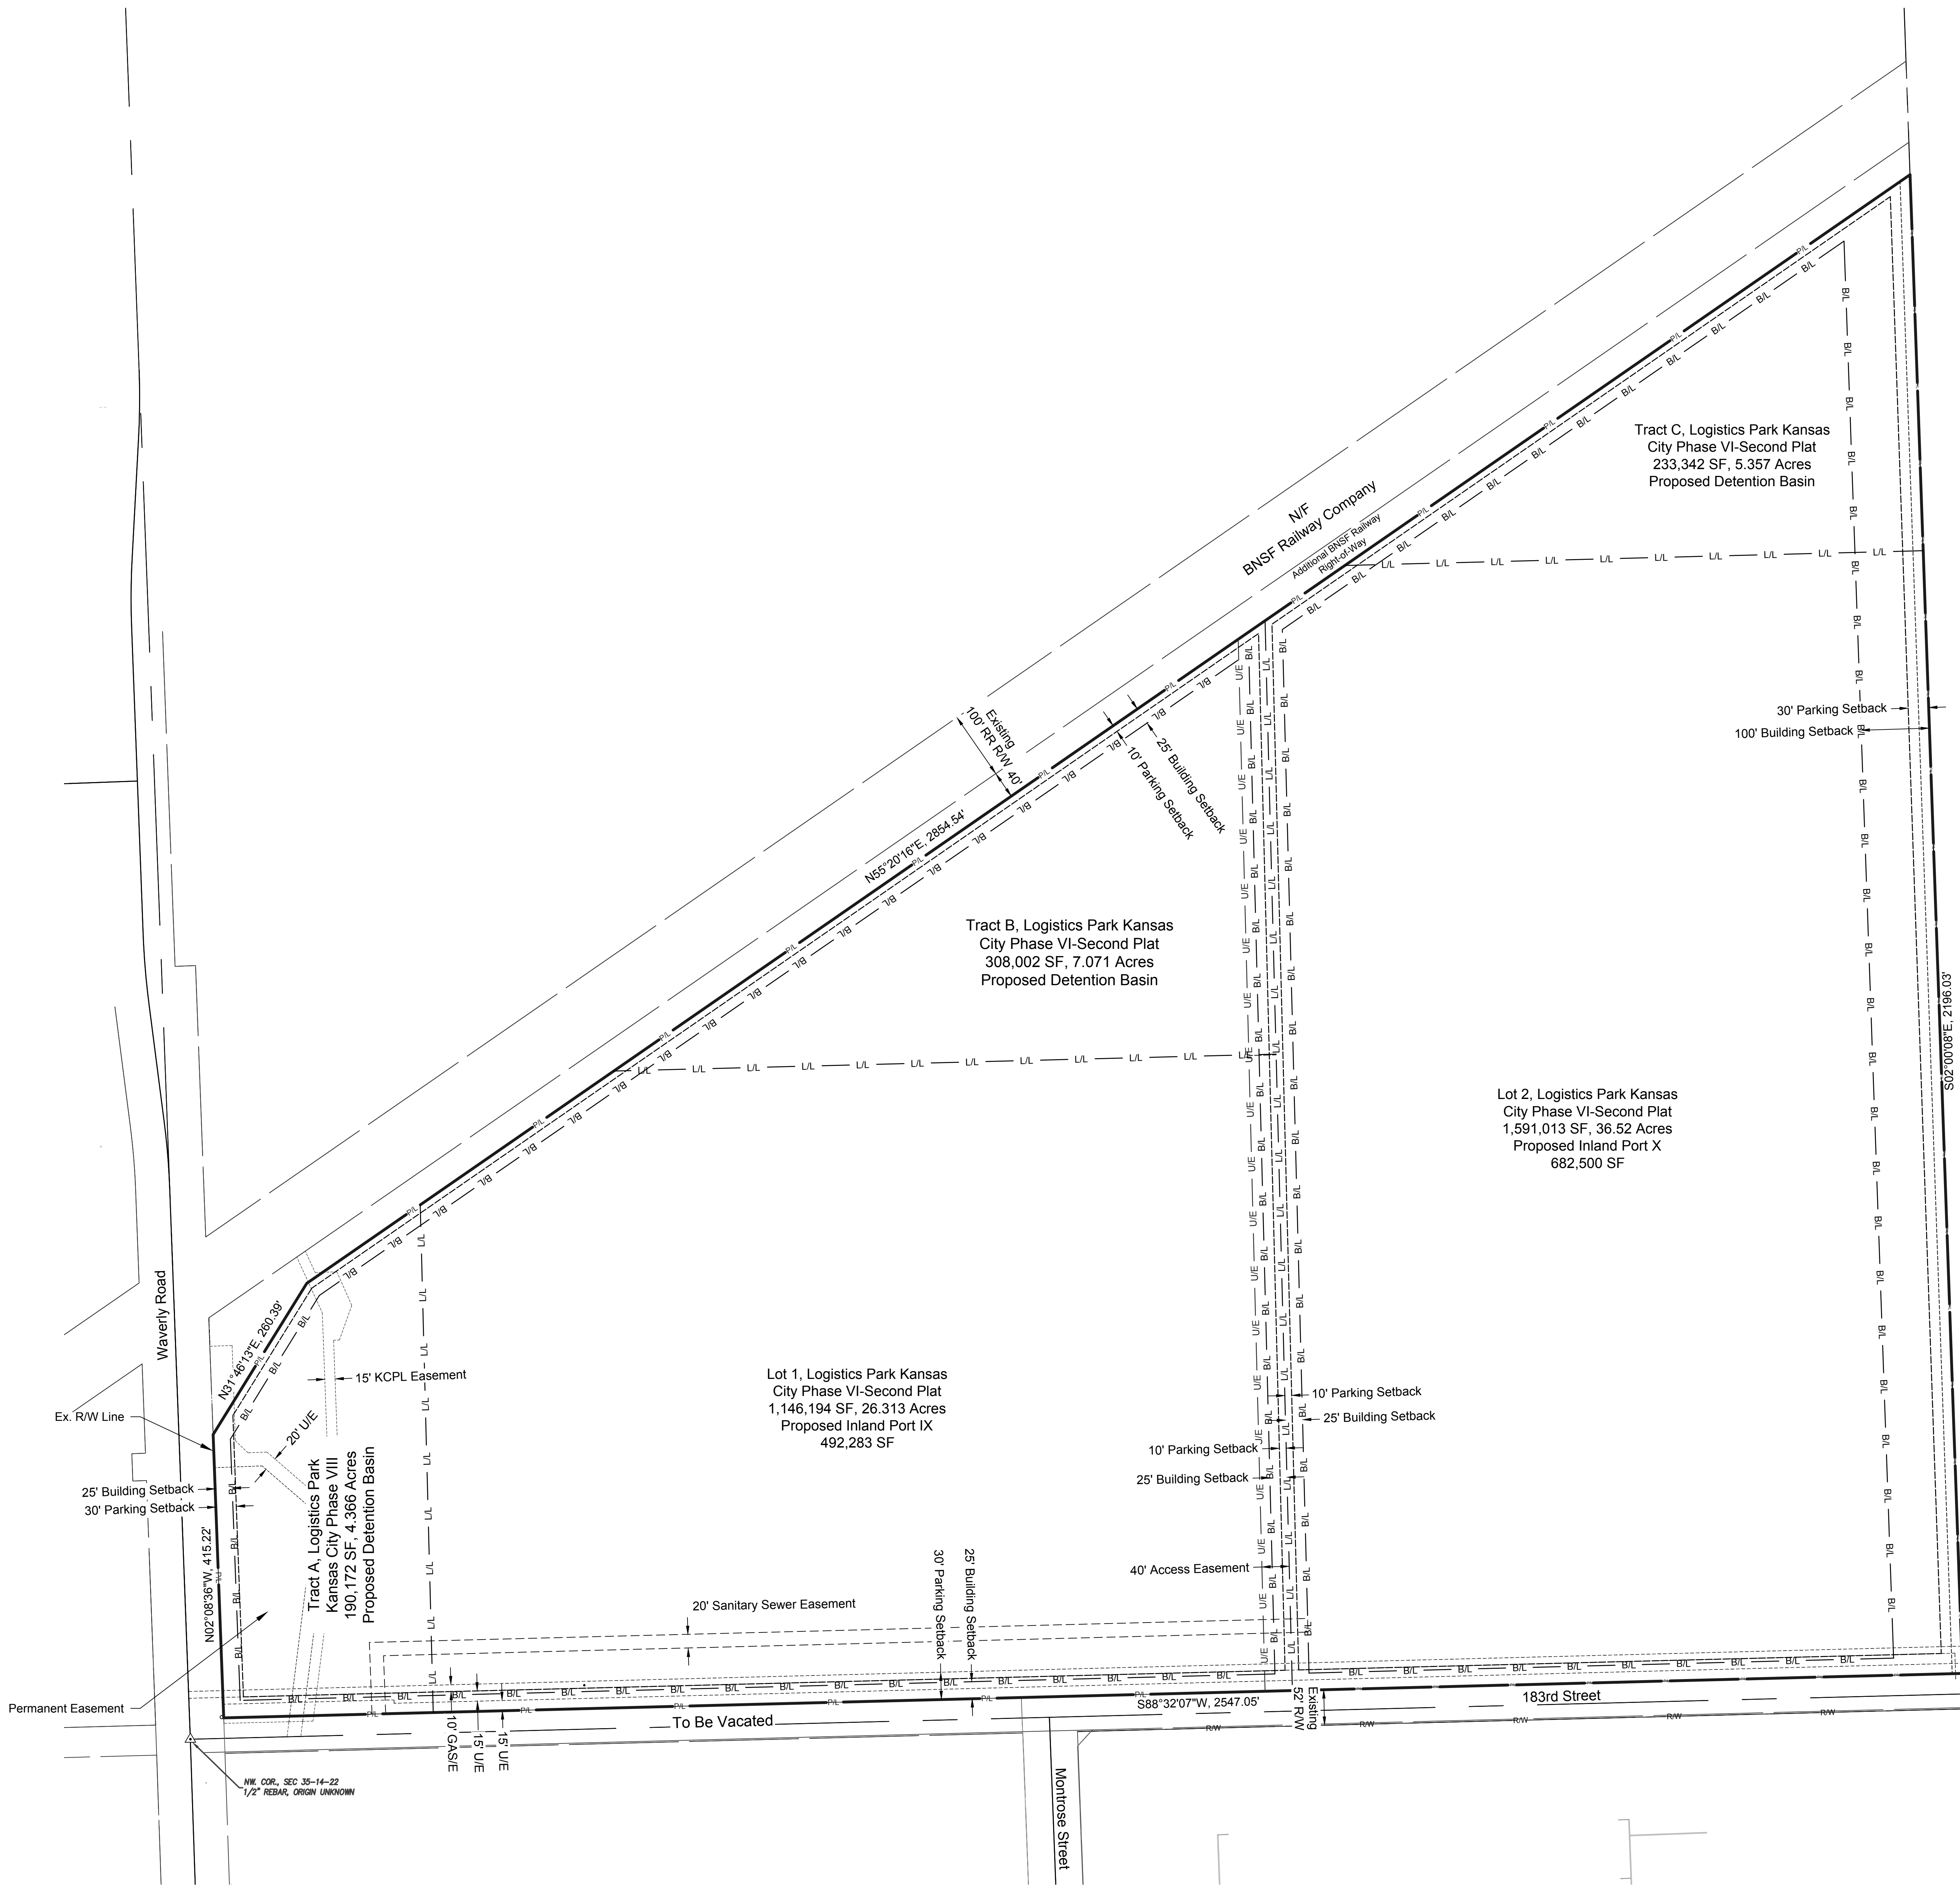 Tract C, Logistics Park Kansas
City Phase VI-Second Plat
233,342 SF, 5.357 Acres
Proposed Detention Basin
N/F
BNSF Railway Company
Additional BNSF Railway
Right-of-Way
30' Parking Setback
100' Building Setback
Existing
100' RR R/W
40'
25' Building Setback
10' Parking Setback
N55°20'16"E, 2854.54'
Tract B, Logistics Park Kansas
City Phase VI-Second Plat
308,002 SF, 7.071 Acres
Proposed Detention Basin
S02°00'08"E, 2196.03'
Lot 2, Logistics Park Kansas
City Phase VI-Second Plat
1,591,013 SF, 36.52 Acres
Proposed Inland Port X
682,500 SF
Waverly Road
N31°46'13"E, 260.39'
15' KCPL Easement
Ex. R/W Line
20' U/E
Lot 1, Logistics Park Kansas
City Phase VI-Second Plat
1,146,194 SF, 26.313 Acres
Proposed Inland Port IX
492,283 SF
10' Parking Setback
25' Building Setback
10' Parking Setback
25' Building Setback
25' Building Setback
30' Parking Setback
Tract A, Logistics Park
Kansas City Phase VIII
190,172 SF, 4.366 Acres
Proposed Detention Basin
N02°08'36"W, 415.22'
40' Access Easement
30' Parking Setback
25' Building Setback
20' Sanitary Sewer Easement
Permanent Easement
S88°32'07"W, 2547.05'
Existing
52' R/W
183rd Street
To Be Vacated
10' GAS/E
15' U/E
15' U/E
Montrose Street
NW. COR., SEC 35-14-22
1/2" REBAR, ORIGIN UNKNOWN
P/L
B/L
L/L
U/E
R/W